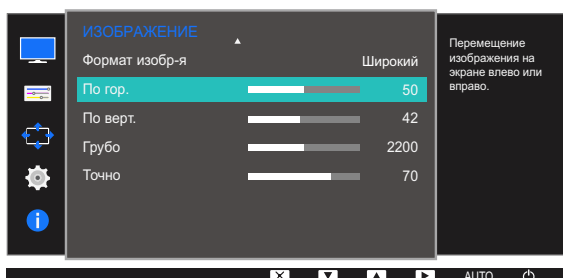 ИЗОБРАЖЕНИЕ
Формат изобр-я Широкий
По гор. 50
По верт. 42
Грубо 2200
Точно 70
Перемещение
изображения на
экране влево или
вправо.
AUTO